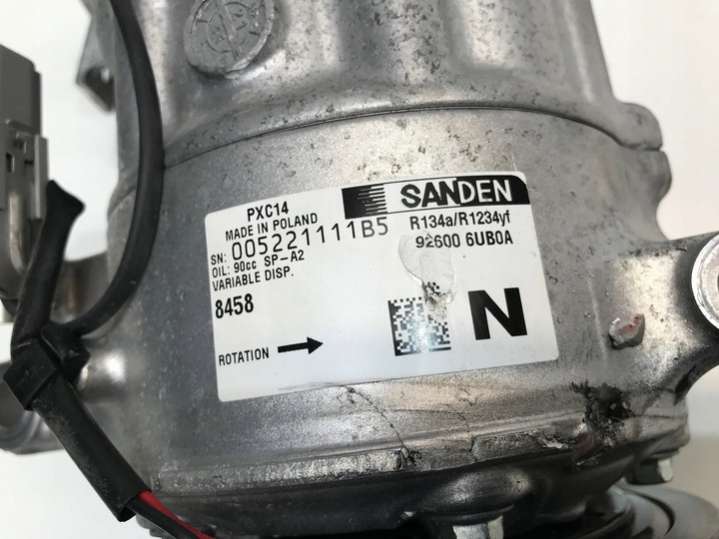 SANDEN
PXC14
MADE IN POLAND
SN: 005221111B5
OIL: 90cc SP-A2
VARIABLE DISP.
8458
R134a/R1234yf
92600 6UB0A
N
ROTATION